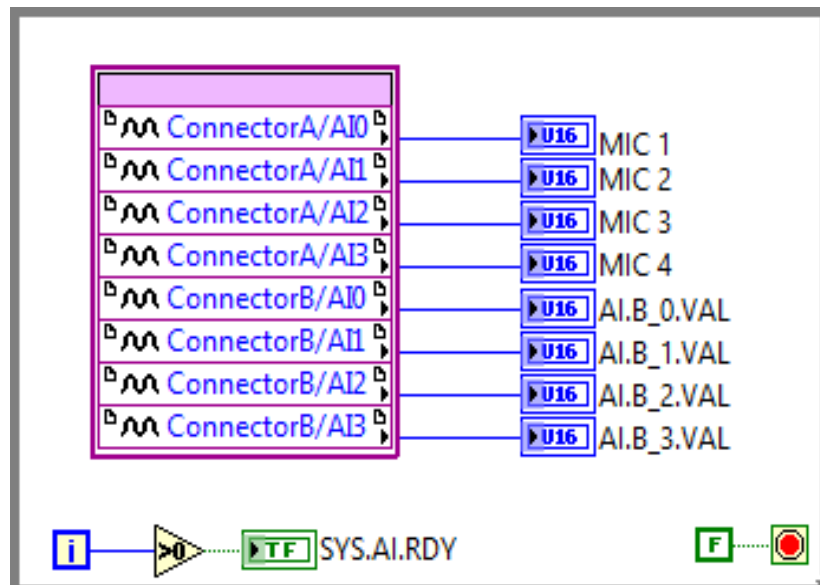 ConnectorA/AI0 U16 MIC 1
ConnectorA/AI1 U16 MIC 2
ConnectorA/AI2 U16 MIC 3
ConnectorA/AI3 U16 MIC 4
ConnectorB/AI0 U16 AI.B_0.VAL
ConnectorB/AI1 U16 AI.B_1.VAL
ConnectorB/AI2 U16 AI.B_2.VAL
ConnectorB/AI3 U16 AI.B_3.VAL
i >0 TF SYS.AI.RDY F